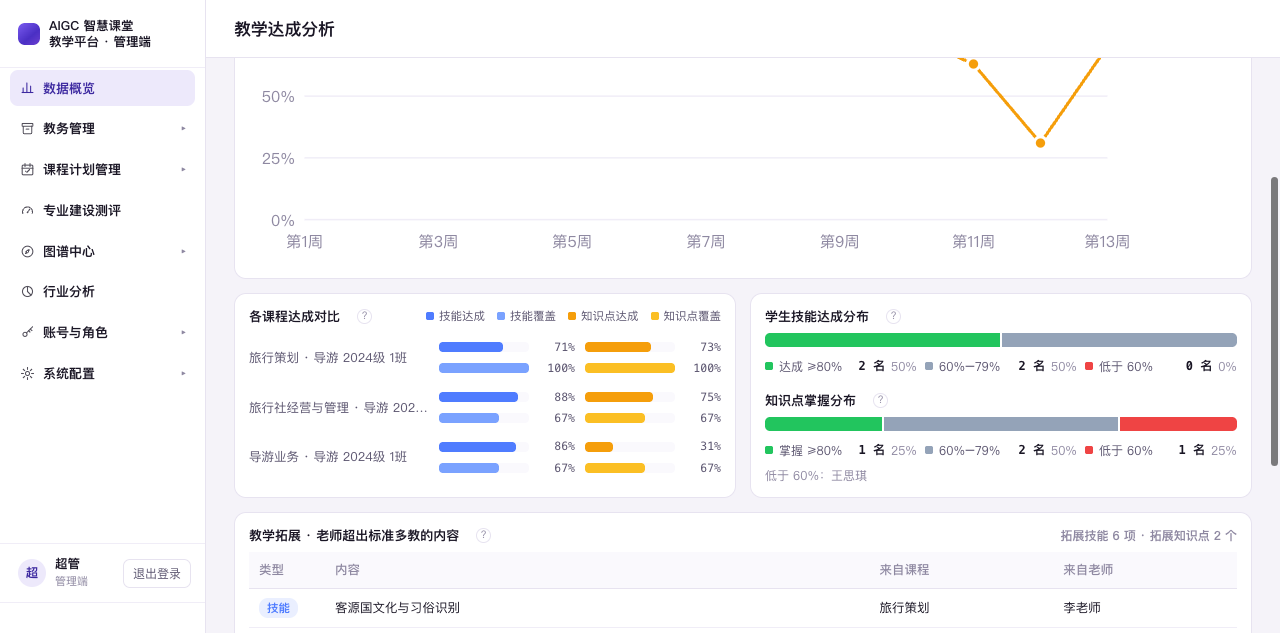 AIGC 智慧课堂
教学平台 · 管理端
数据概览
教务管理
课程计划管理
专业建设测评
图谱中心
行业分析
账号与角色
系统配置
超 超管
管理端
退出登录
教学达成分析
50%
25%
0%
第1周 第3周 第5周 第7周 第9周 第11周 第13周
各课程达成对比 ? 技能达成 技能覆盖 知识点达成 知识点覆盖
旅行策划 · 导游 2024级 1班 71% 73%
100% 100%
旅行社经营与管理 · 导游 202… 88% 75%
67% 67%
导游业务 · 导游 2024级 1班 86% 31%
67% 67%
学生技能达成分布 ?
达成 ≥80% 2 名 50% 60%—79% 2 名 50% 低于 60% 0 名 0%
知识点掌握分布 ?
掌握 ≥80% 1 名 25% 60%—79% 2 名 50% 低于 60% 1 名 25%
低于 60%: 王思琪
教学拓展 · 老师超出标准多教的内容 ? 拓展技能 6 项 · 拓展知识点 2 个
类型 内容 来自课程 来自老师
技能 客源国文化与习俗识别 旅行策划 李老师